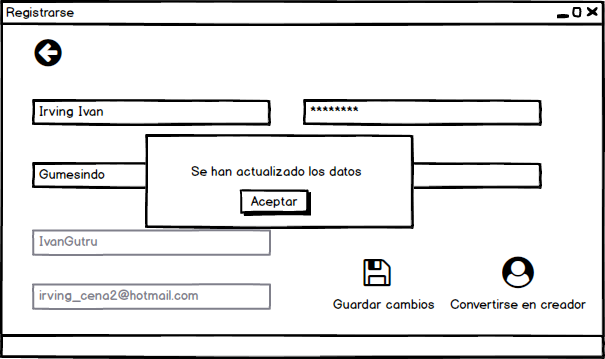 Registrarse
Irving Ivan
********
Gumesindo
Se han actualizado los datos
Aceptar
IvanGutru
irving_cena2@hotmail.com
Guardar cambios
Convertirse en creador